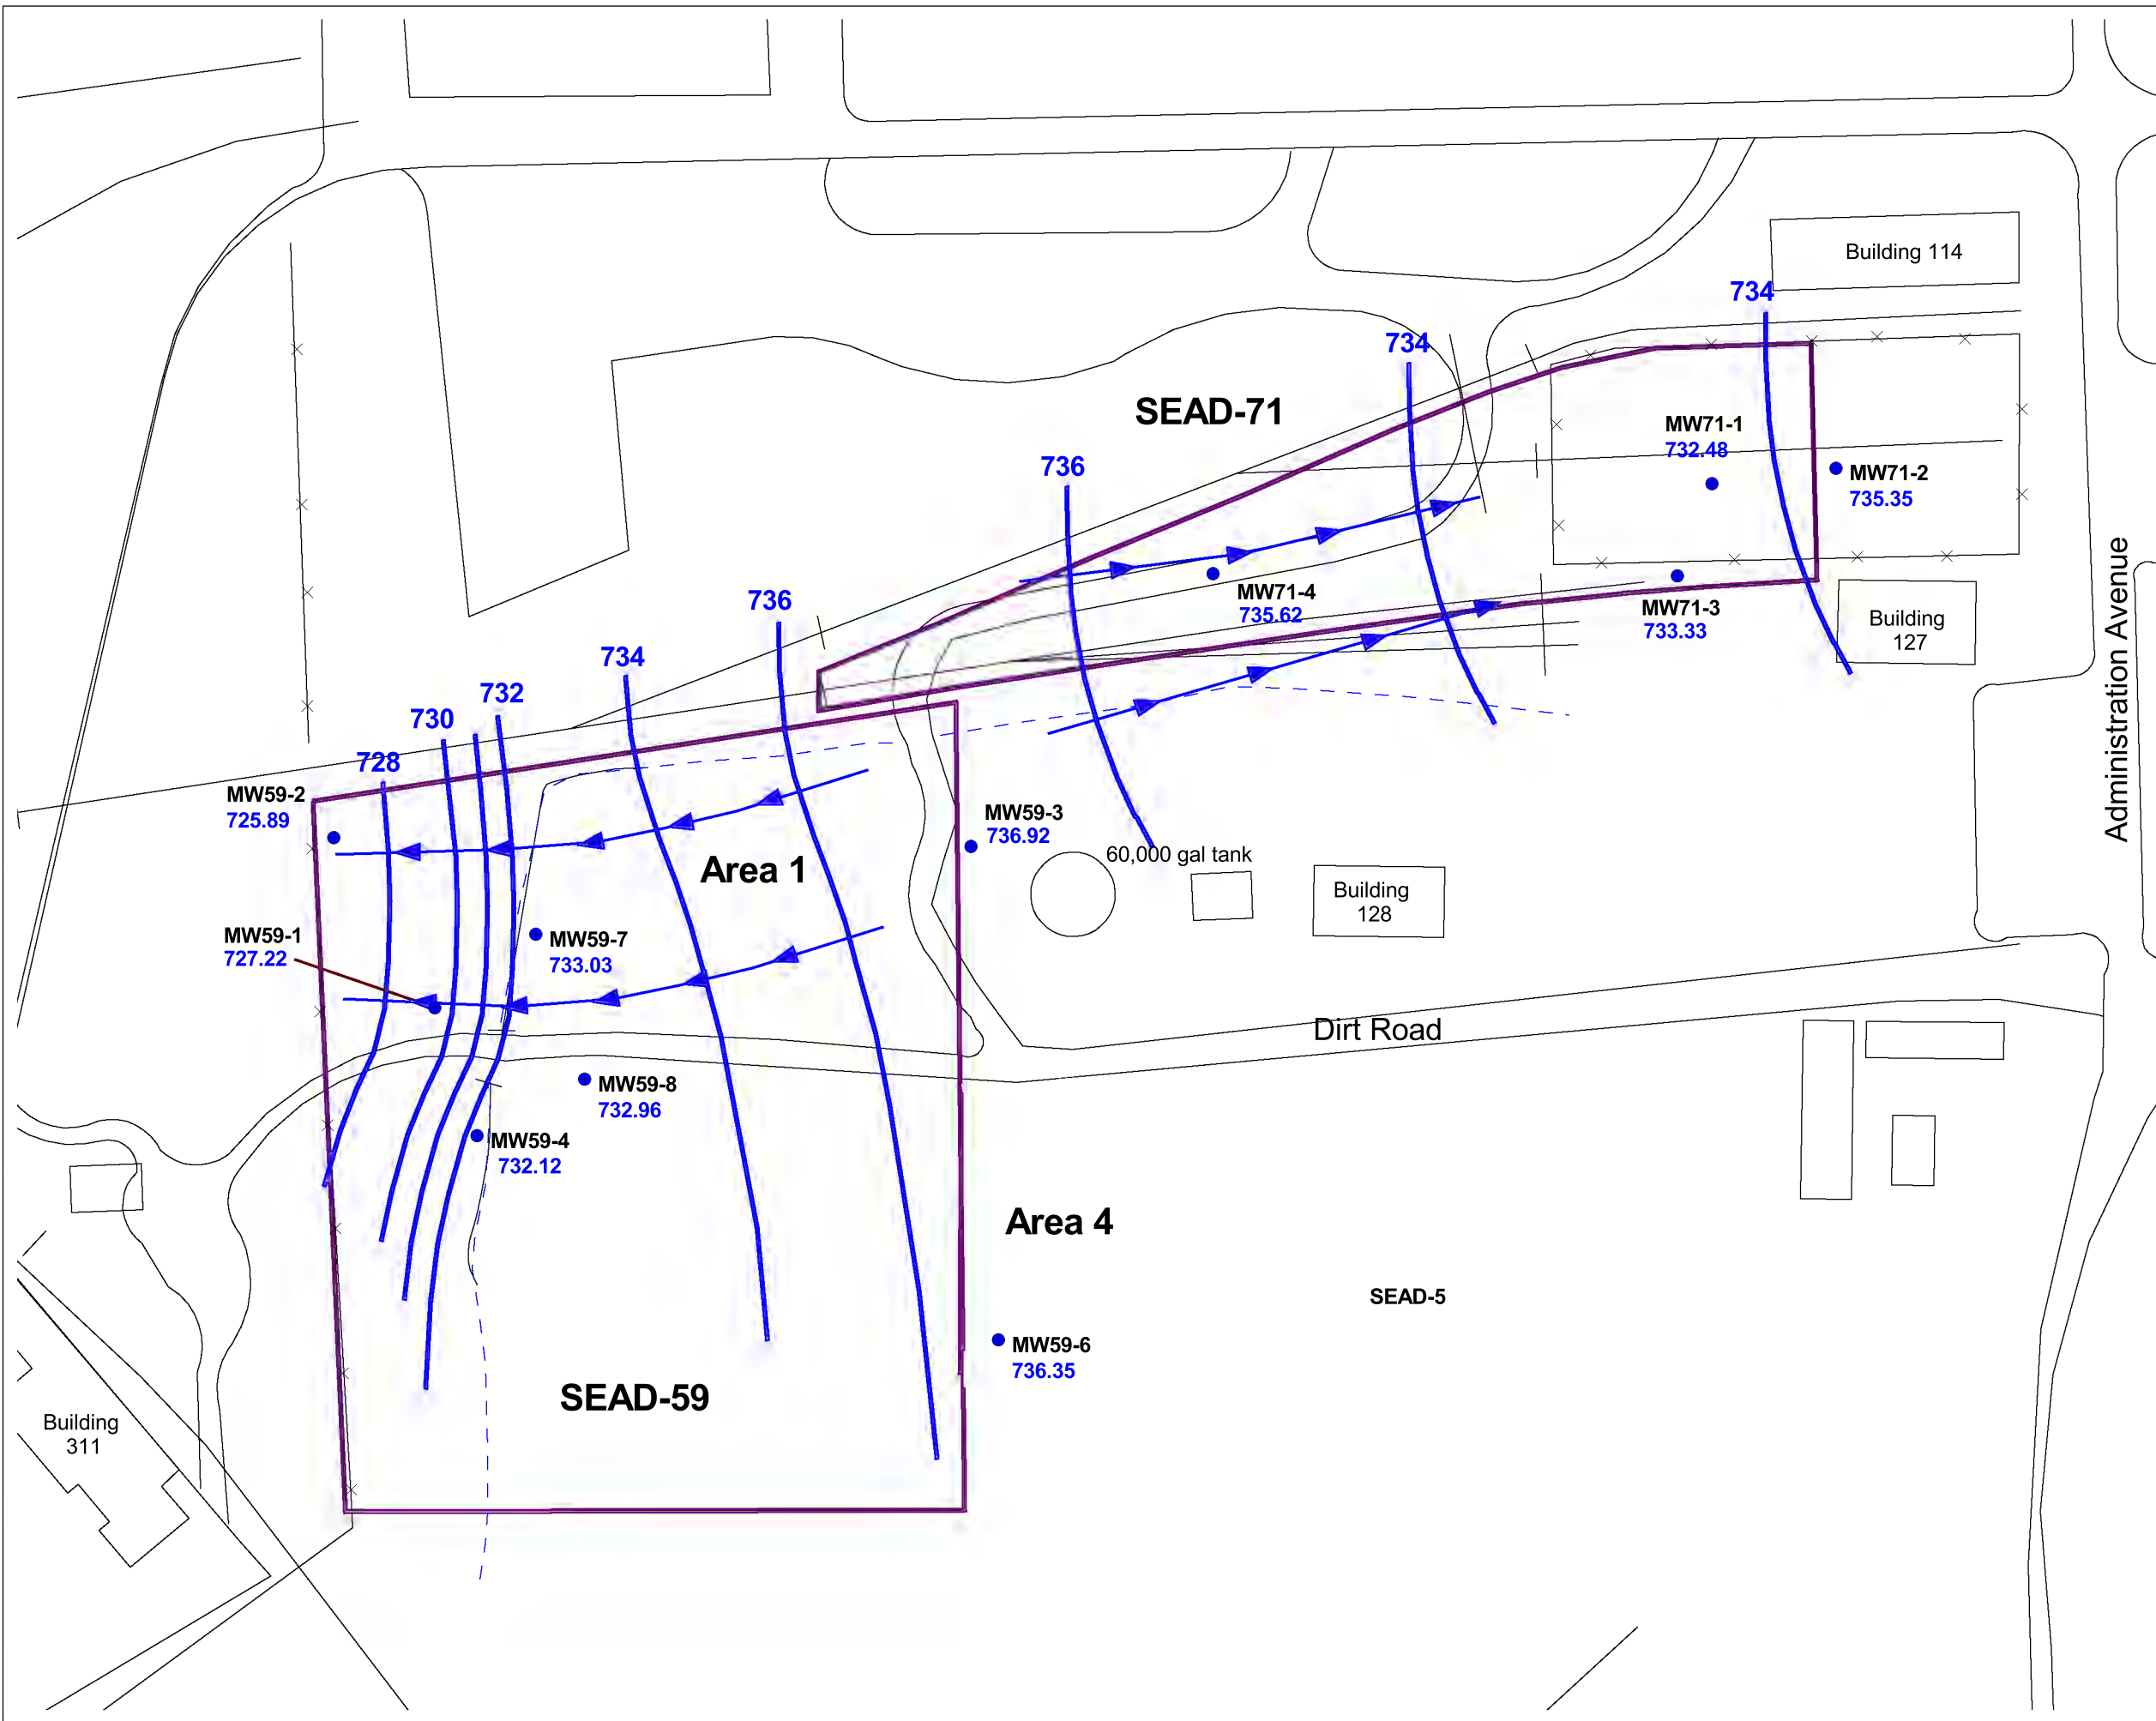 Building 114
734
734
SEAD-71
MW71-1
732.48
736
MW71-2
735.35
MW71-4
735.62
736
MW71-3
733.33
Building
127
Administration Avenue
734
732
730
728
MW59-2
725.89
MW59-3
736.92
60,000 gal tank
Area 1
Building
128
MW59-1
727.22
MW59-7
733.03
Dirt Road
MW59-8
732.96
MW59-4
732.12
Area 4
SEAD-5
MW59-6
736.35
SEAD-59
Building
311